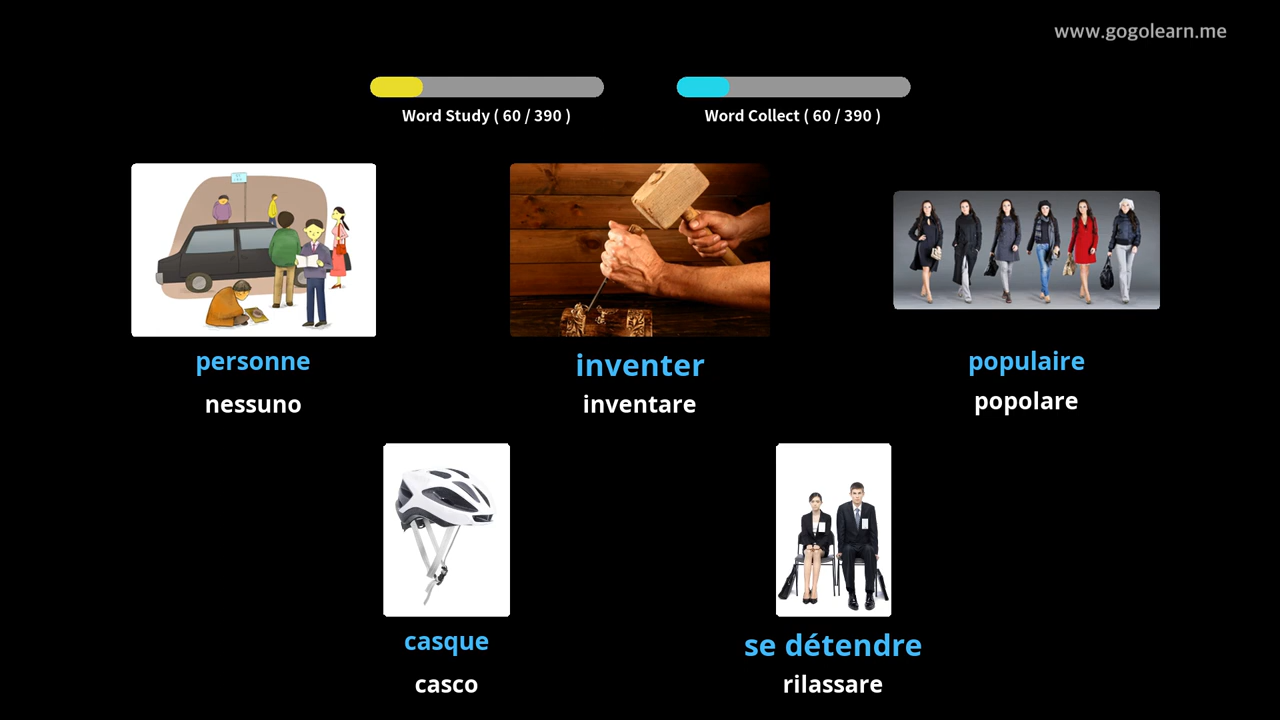 www.gogolearn.me
Word Study ( 60 / 390 )
Word Collect ( 60 / 390 )
personne
nessuno
inventer
inventare
populaire
popolare
casque
casco
se détendre
rilassare